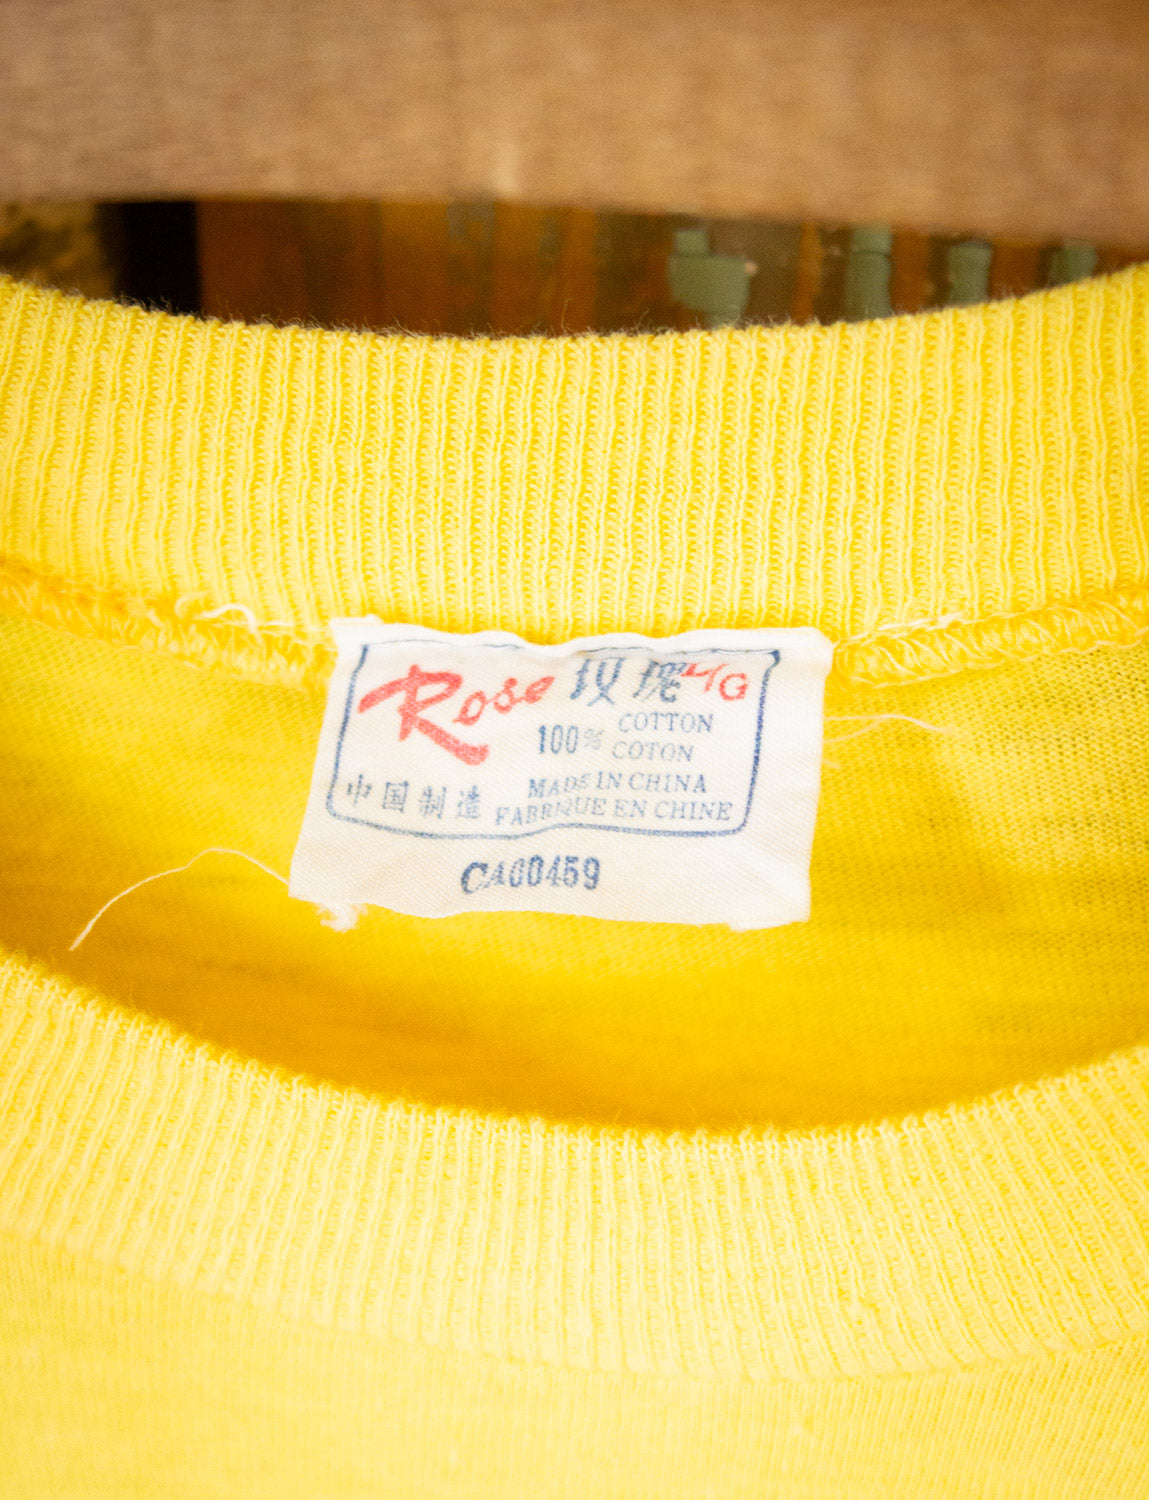 Rose 玫瑰 L/G
100% COTTON
COTON
中国制造 MADE IN CHINA
FABRIQUE EN CHINE
CA00459